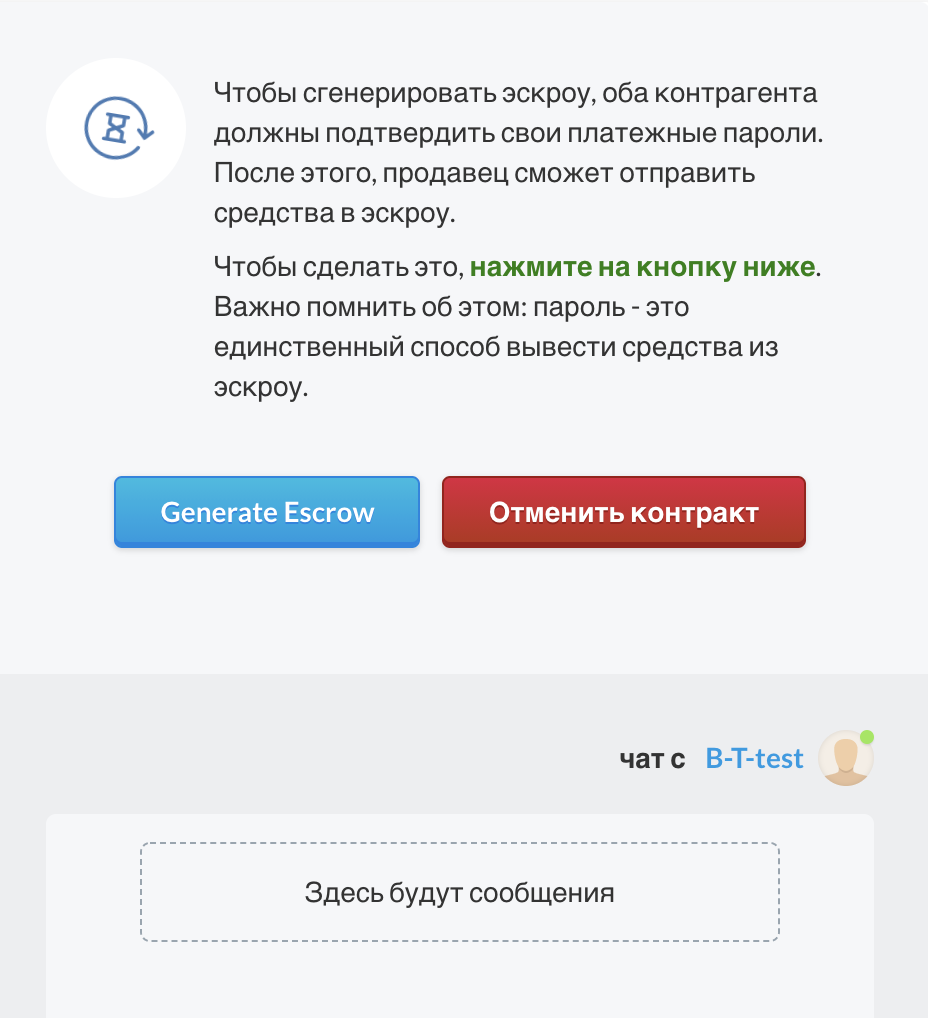 Чтобы сгенерировать эскроу, оба контрагента
должны подтвердить свои платежные пароли.
После этого, продавец сможет отправить
средства в эскроу.
Чтобы сделать это, нажмите на кнопку ниже.
Важно помнить об этом: пароль - это
единственный способ вывести средства из
эскроу.
Generate Escrow
Отменить контракт
чат с B-T-test
Здесь будут сообщения